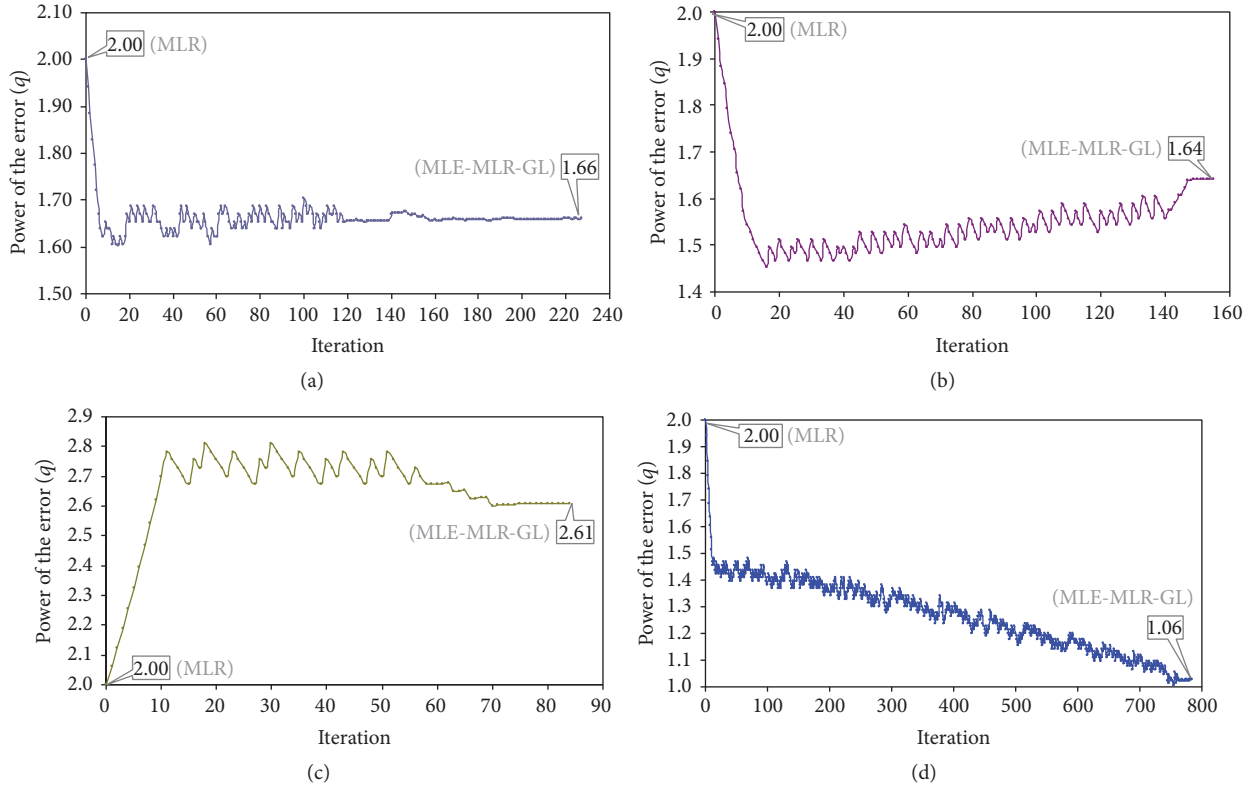 2.10
2.00
1.90
1.80
1.70
1.60
1.50
Power of the error (q)
2.00 (MLR)
(MLE-MLR-GL) 1.66
0 20 40 60 80 100 120 140 160 180 200 220 240
Iteration
(a)
2.0
1.9
1.8
1.7
1.6
1.5
1.4
Power of the error (q)
2.00 (MLR)
(MLE-MLR-GL) 1.64
0 20 40 60 80 100 120 140 160
Iteration
(b)
2.9
2.8
2.7
2.6
2.5
2.4
2.3
2.2
2.1
2.0
Power of the error (q)
(MLE-MLR-GL) 2.61
2.00 (MLR)
0 10 20 30 40 50 60 70 80 90
Iteration
(c)
2.0
1.9
1.8
1.7
1.6
1.5
1.4
1.3
1.2
1.1
1.0
Power of the error (q)
2.00 (MLR)
(MLE-MLR-GL)
1.06
0 100 200 300 400 500 600 700 800
Iteration
(d)